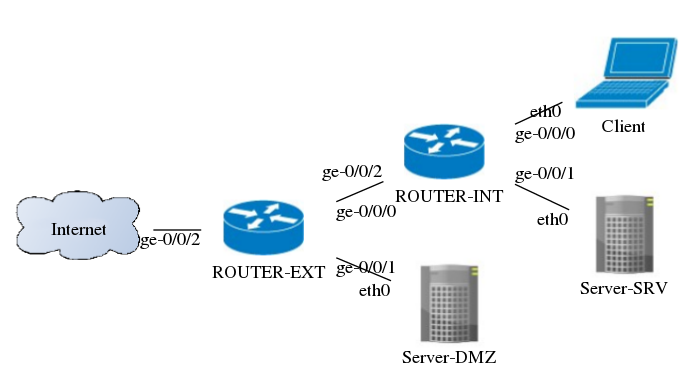 eth0
ge-0/0/0
Client
ge-0/0/2
ge-0/0/1
ROUTER-INT
ge-0/0/0
eth0
Internet
ge-0/0/2
ROUTER-EXT
ge-0/0/1
eth0
Server-SRV
Server-DMZ